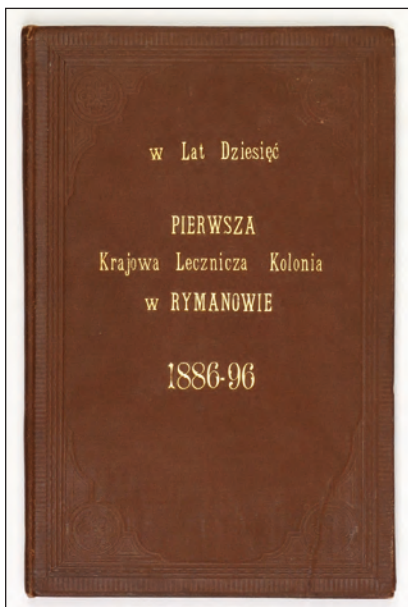 w Lat Dziesięć
PIERWSZA
Krajowa Lecznicza Kolonia
w RYMANOWIE
1886-96